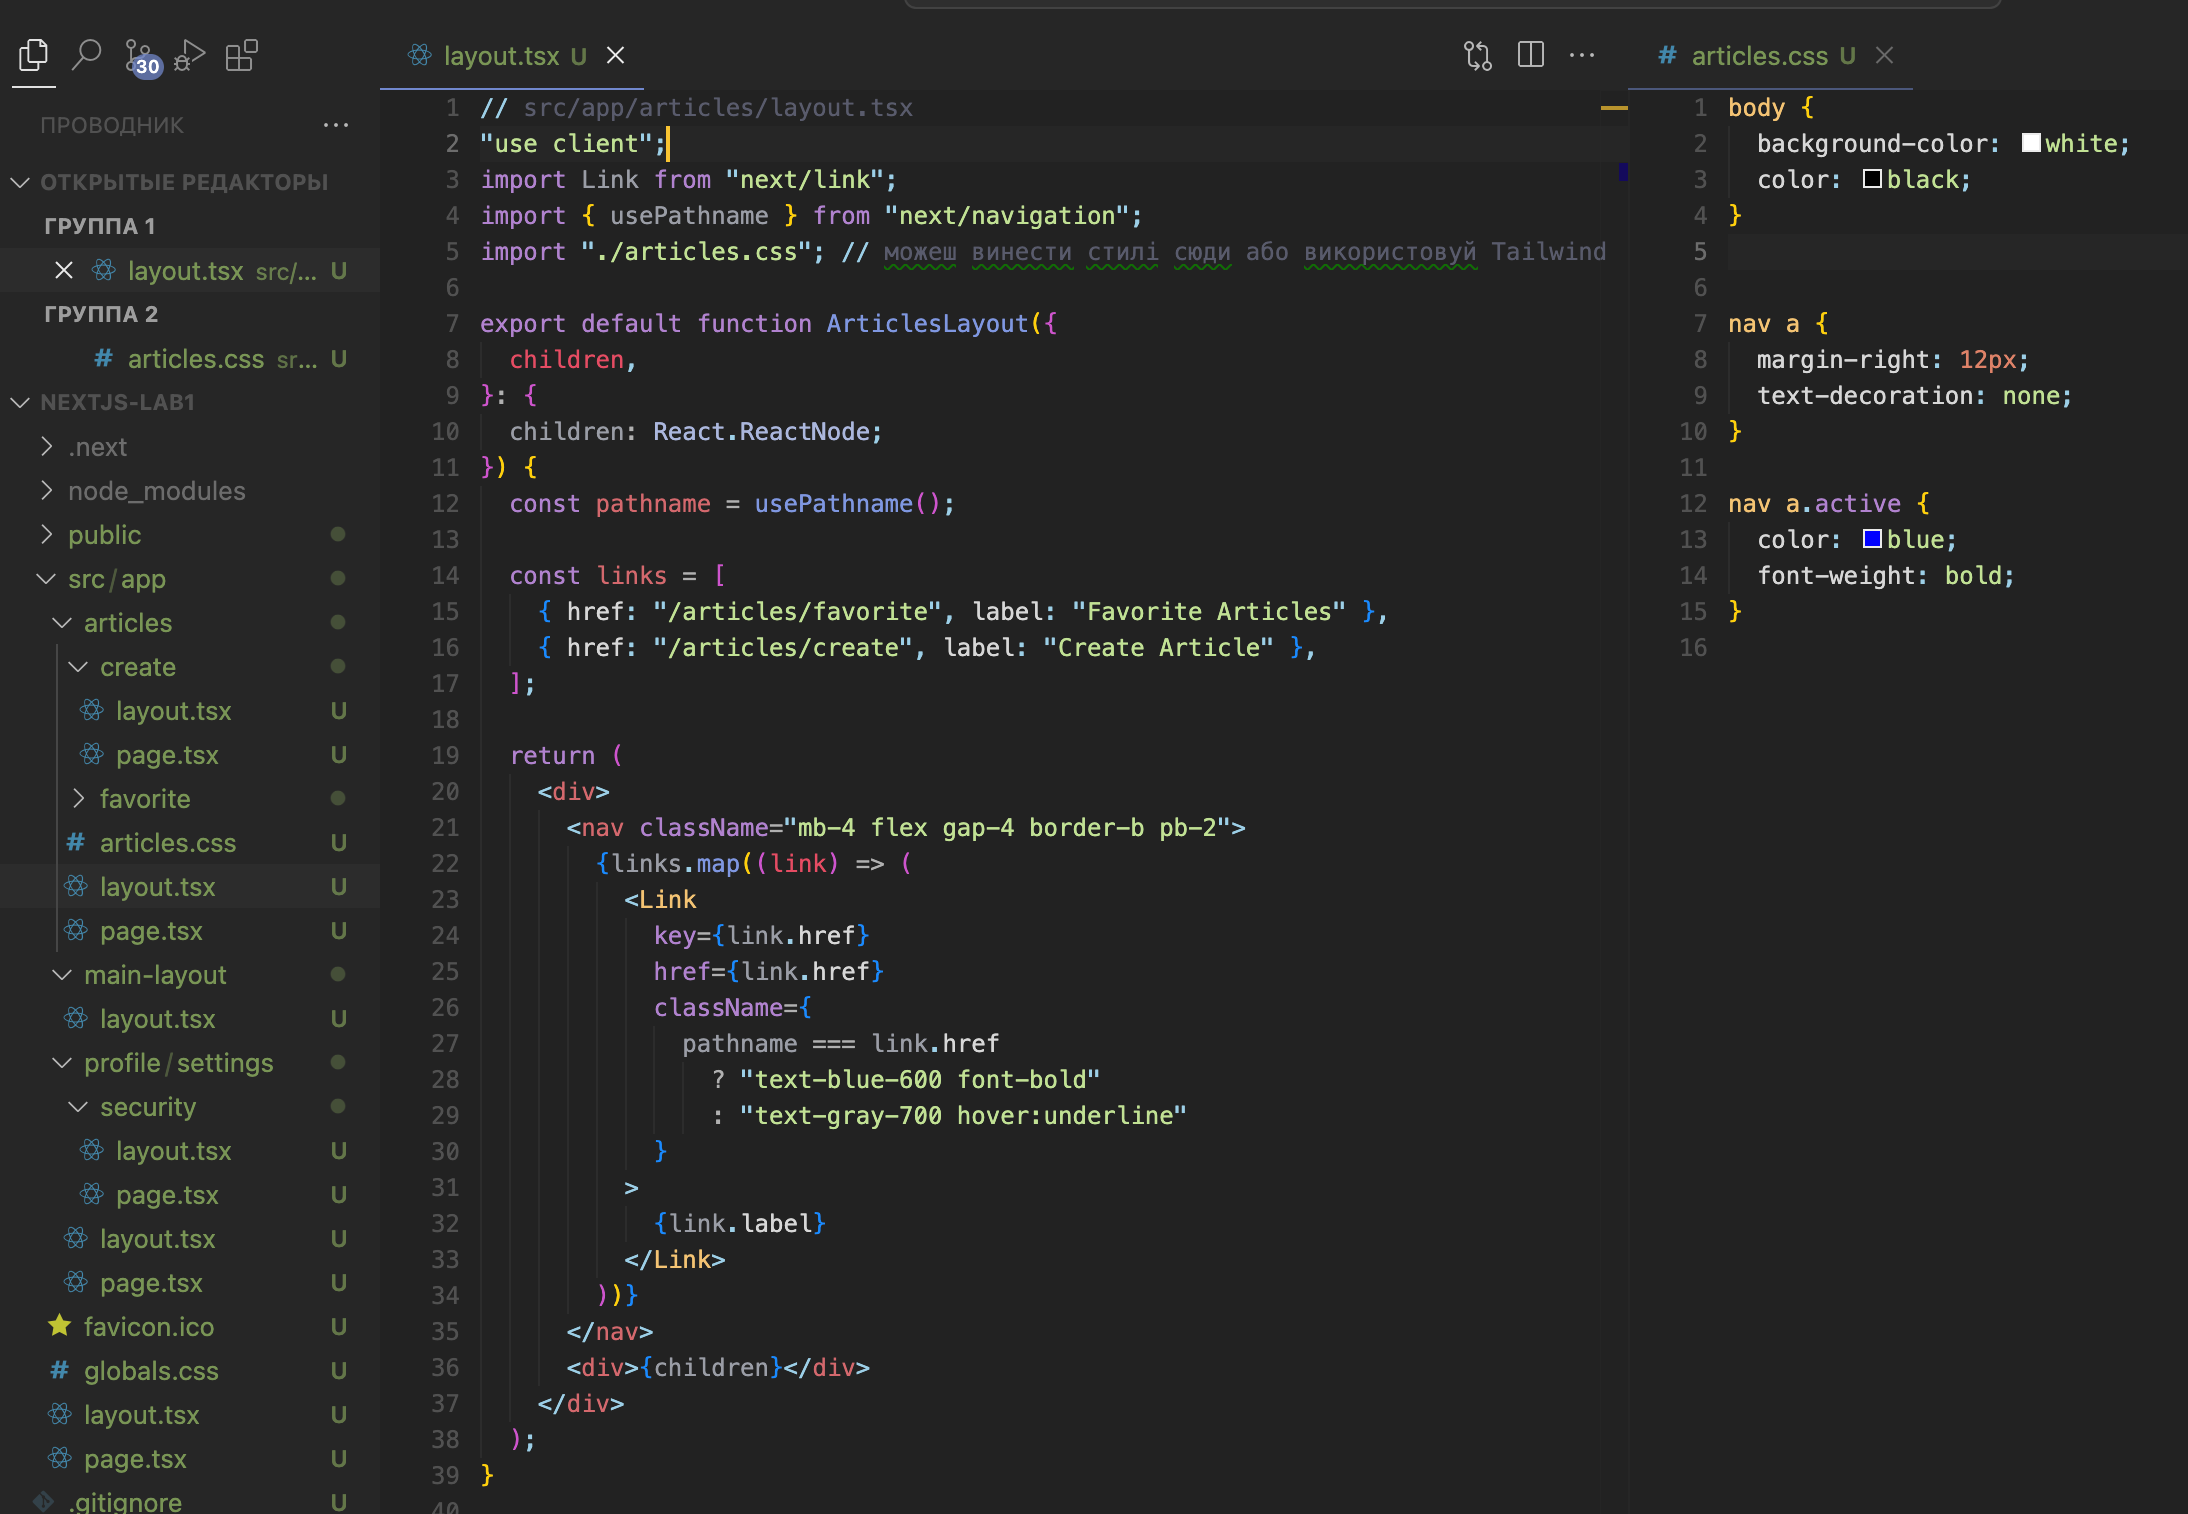 30
ПРОВОДНИК
ОТКРЫТЫЕ РЕДАКТОРЫ
ГРУППА 1
layout.tsx src/... U
ГРУППА 2
# articles.css sr... U
NEXTJS-LAB1
.next
node_modules
public
src/app
articles
create
layout.tsx U
page.tsx U
favorite
# articles.css U
layout.tsx U
page.tsx U
main-layout
layout.tsx U
profile/settings
security
layout.tsx U
page.tsx U
layout.tsx U
page.tsx U
favicon.ico U
# globals.css U
layout.tsx U
page.tsx U
.gitignore U
layout.tsx U
1 // src/app/articles/layout.tsx
2 "use client";
3 import Link from "next/link";
4 import { usePathname } from "next/navigation";
5 import "./articles.css"; // можеш винести стилі сюди або використовуй Tailwind
6
7 export default function ArticlesLayout({
8 children,
9 }: {
10 children: React.ReactNode;
11 }) {
12 const pathname = usePathname();
13
14 const links = [
15 { href: "/articles/favorite", label: "Favorite Articles" },
16 { href: "/articles/create", label: "Create Article" },
17 ];
18
19 return (
20 <div>
21 <nav className="mb-4 flex gap-4 border-b pb-2">
22 {links.map((link) => (
23 <Link
24 key={link.href}
25 href={link.href}
26 className={
27 pathname === link.href
28 ? "text-blue-600 font-bold"
29 : "text-gray-700 hover:underline"
30 }
31 >
32 {link.label}
33 </Link>
34 ))}
35 </nav>
36 <div>{children}</div>
37 </div>
38 );
39 }
40
# articles.css U
1 body {
2 background-color: white;
3 color: black;
4 }
5
6
7 nav a {
8 margin-right: 12px;
9 text-decoration: none;
10 }
11
12 nav a.active {
13 color: blue;
14 font-weight: bold;
15 }
16